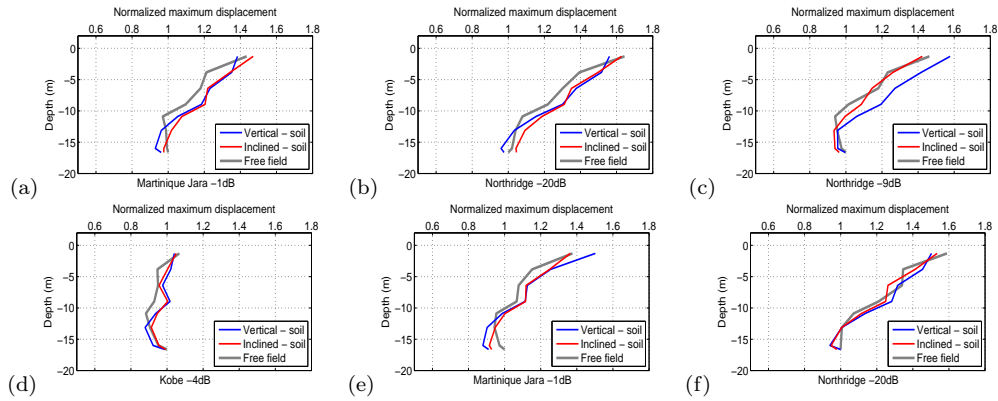 Normalized maximum displacement
0.6 0.8 1 1.2 1.4 1.6 1.8
0
−5
−10
−15
−20
Depth (m)
Vertical − soil
Inclined − soil
Free field
(a)
Martinique Jara −1dB
Normalized maximum displacement
0.6 0.8 1 1.2 1.4 1.6 1.8
0
−5
−10
−15
−20
Depth (m)
Vertical − soil
Inclined − soil
Free field
(b)
Northridge −20dB
Normalized maximum displacement
0.6 0.8 1 1.2 1.4 1.6 1.8
0
−5
−10
−15
−20
Depth (m)
Vertical − soil
Inclined − soil
Free field
(c)
Northridge −9dB
Normalized maximum displacement
0.6 0.8 1.0 1.2 1.4 1.6 1.8
0
−5
−10
−15
−20
Depth (m)
Vertical − soil
Inclined − soil
Free field
(d)
Kobe −4dB
Normalized maximum displacement
0.6 0.8 1.0 1.2 1.4 1.6 1.8
0
−5
−10
−15
−20
Depth (m)
Vertical − soil
Inclined − soil
Free field
(e)
Martinique Jara −1dB
Normalized maximum displacement
0.6 0.8 1.0 1.2 1.4 1.6 1.8
0
−5
−10
−15
−20
Depth (m)
Vertical − soil
Inclined − soil
Free field
(f)
Northridge −20dB